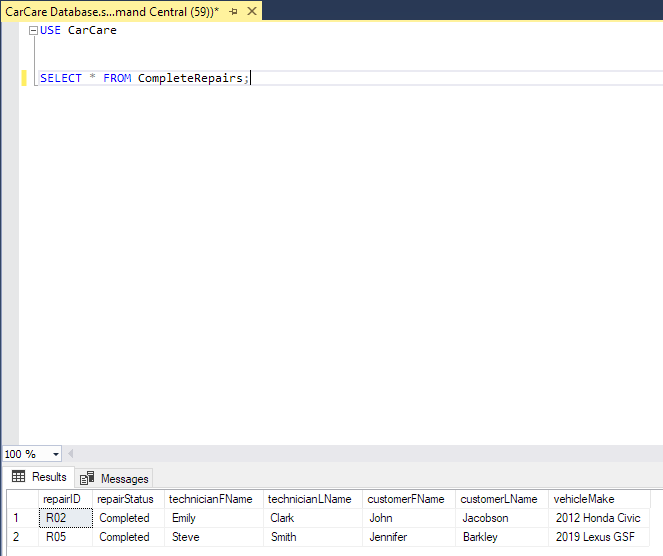 CarCare Database.s...mand Central (59))*
USE CarCare
SELECT * FROM CompleteRepairs;
100 %
Results Messages
repairID repairStatus technicianFName technicianLName customerFName customerLName vehicleMake
1 R02 Completed Emily Clark John Jacobson 2012 Honda Civic
2 R05 Completed Steve Smith Jennifer Barkley 2019 Lexus GSF